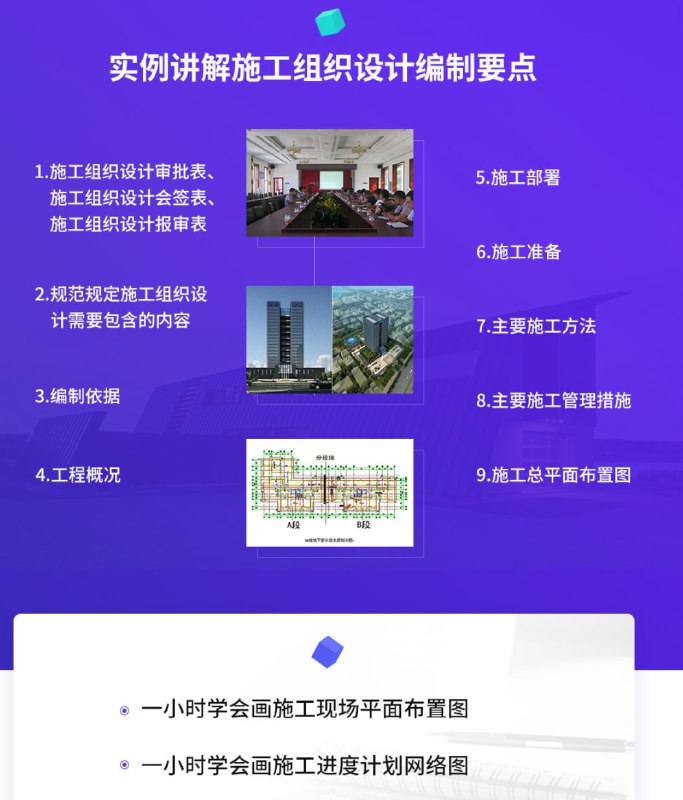 实例讲解施工组织设计编制要点
1.施工组织设计审批表、
施工组织设计会签表、
施工组织设计报审表
2.规范规定施工组织设
计需要包含的内容
3.编制依据
4.工程概况
分段线
A段
B段
5.施工部署
6.施工准备
7.主要施工方法
8.主要施工管理措施
9.施工总平面布置图
一小时学会画施工现场平面布置图
一小时学会画施工进度计划网络图